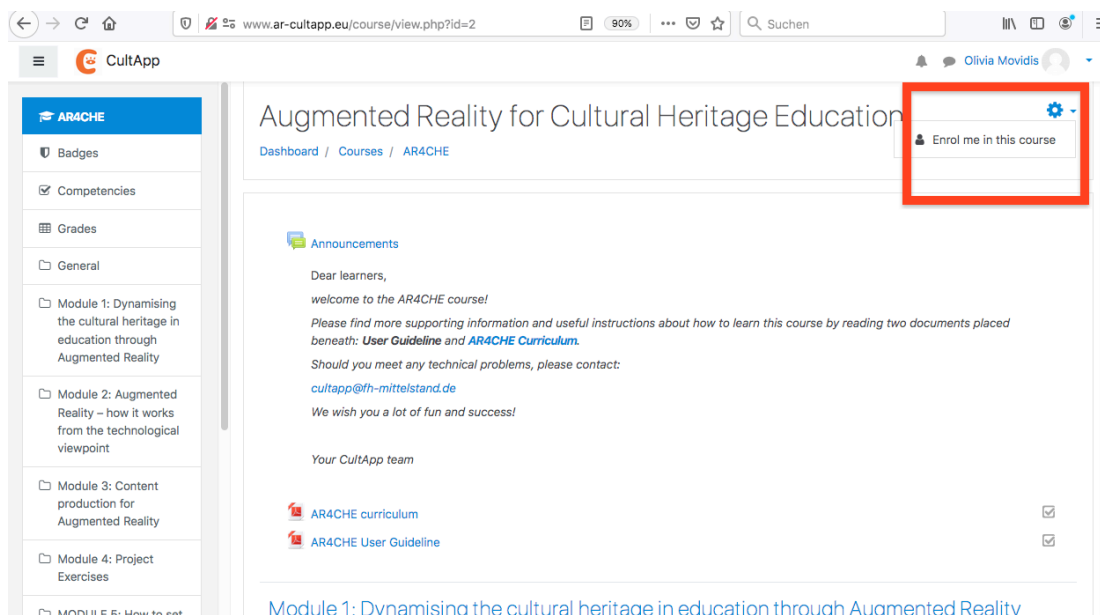 www.ar-cultapp.eu/course/view.php?id=2
90%
Suchen
CultApp
Olivia Movidis
AR4CHE
Badges
Competencies
Grades
General
Module 1: Dynamising
the cultural heritage in
education through
Augmented Reality
Module 2: Augmented
Reality – how it works
from the technological
viewpoint
Module 3: Content
production for
Augmented Reality
Module 4: Project
Exercises
MODULE 5: How to set
Augmented Reality for Cultural Heritage Education
Dashboard / Courses / AR4CHE
Enrol me in this course
Announcements
Dear learners,
welcome to the AR4CHE course!
Please find more supporting information and useful instructions about how to learn this course by reading two documents placed
beneath: User Guideline and AR4CHE Curriculum.
Should you meet any technical problems, please contact:
cultapp@fh-mittelstand.de
We wish you a lot of fun and success!
Your CultApp team
AR4CHE curriculum
AR4CHE User Guideline
Module 1: Dynamising the cultural heritage in education through Augmented Reality